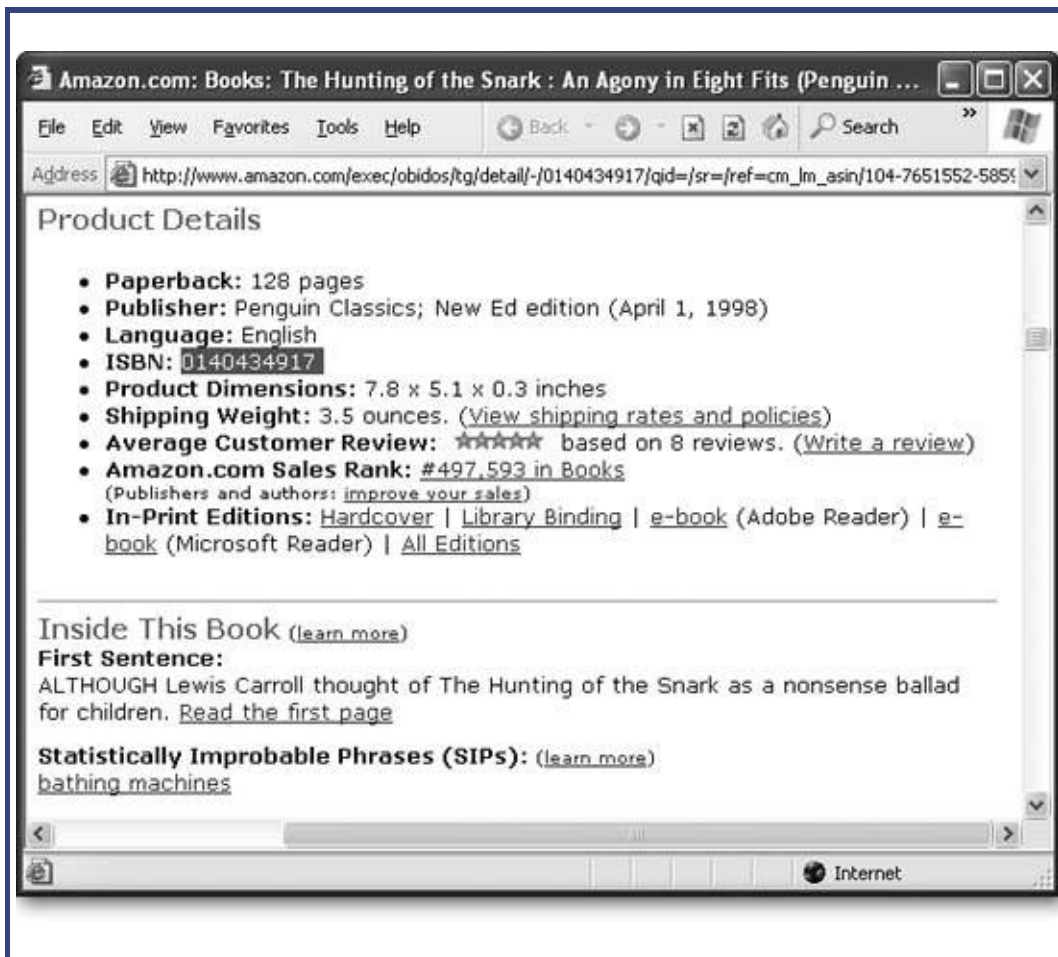 Amazon.com: Books: The Hunting of the Snark : An Agony in Eight Fits (Penguin ...
File Edit View Favorites Tools Help Back Search »
Address http://www.amazon.com/exec/obidos/tg/detail/-/0140434917/qid=/sr=/ref=cm_lm_asin/104-7651552-5859
Product Details
• Paperback: 128 pages
• Publisher: Penguin Classics; New Ed edition (April 1, 1998)
• Language: English
• ISBN: 0140434917
• Product Dimensions: 7.8 x 5.1 x 0.3 inches
• Shipping Weight: 3.5 ounces. (View shipping rates and policies)
• Average Customer Review: based on 8 reviews. (Write a review)
• Amazon.com Sales Rank: #497,593 in Books
(Publishers and authors: improve your sales)
• In-Print Editions: Hardcover | Library Binding | e-book (Adobe Reader) | e-
book (Microsoft Reader) | All Editions
Inside This Book (learn more)
First Sentence:
ALTHOUGH Lewis Carroll thought of The Hunting of the Snark as a nonsense ballad
for children. Read the first page
Statistically Improbable Phrases (SIPs): (learn more)
bathing machines
Internet